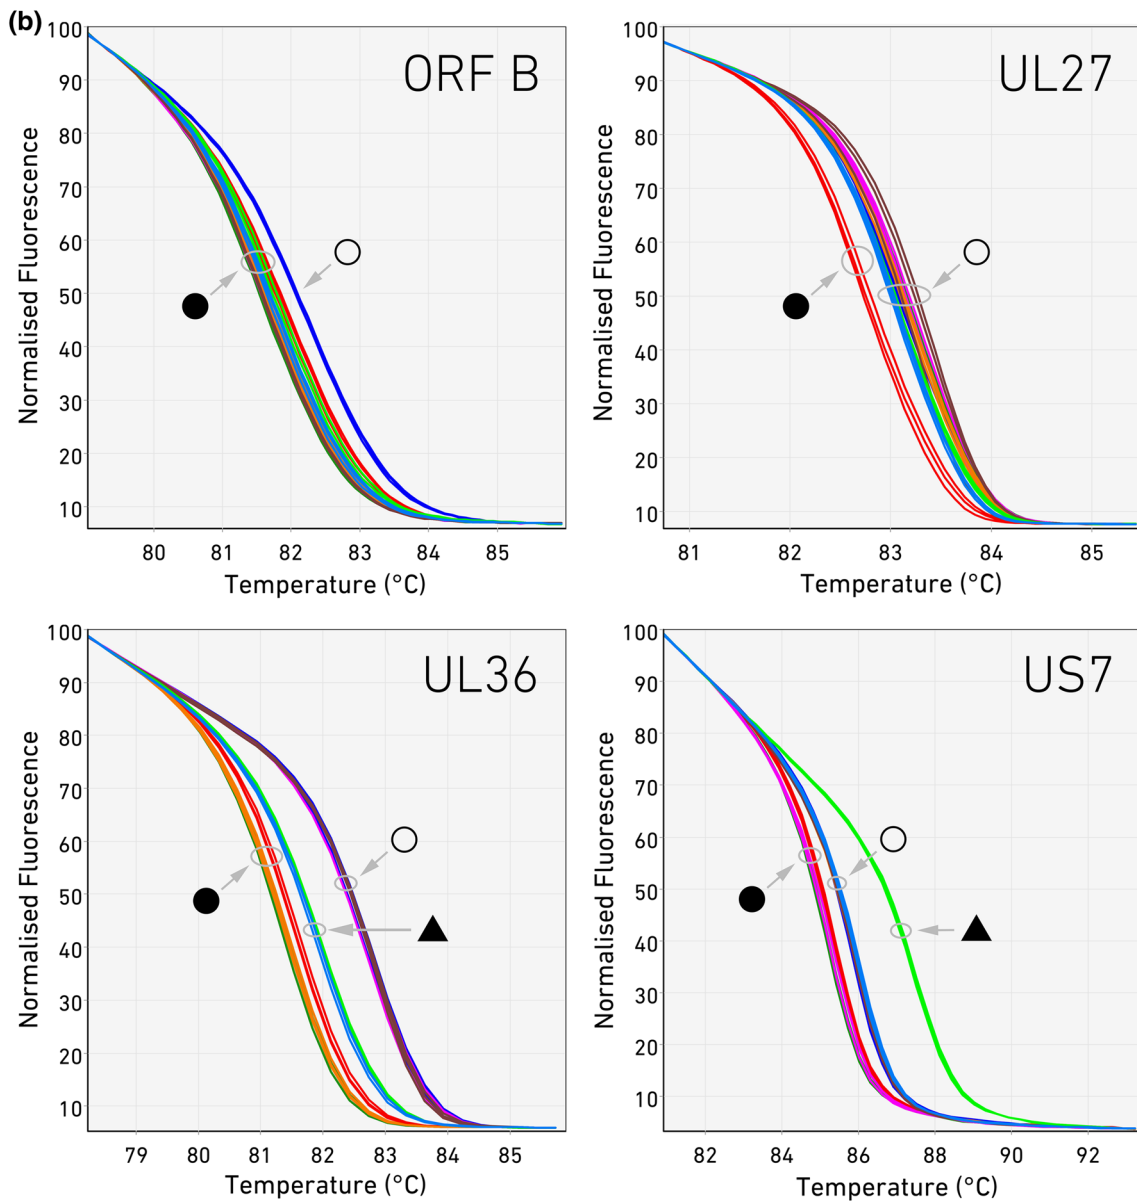 (b)
ORF B
Normalised Fluorescence
100
90
80
70
60
50
40
30
20
10
80 81 82 83 84 85
Temperature (°C)
UL27
Normalised Fluorescence
100
90
80
70
60
50
40
30
20
10
81 82 83 84 85
Temperature (°C)
UL36
Normalised Fluorescence
100
90
80
70
60
50
40
30
20
10
79 80 81 82 83 84 85
Temperature (°C)
US7
Normalised Fluorescence
100
90
80
70
60
50
40
30
20
10
82 84 86 88 90 92
Temperature (°C)